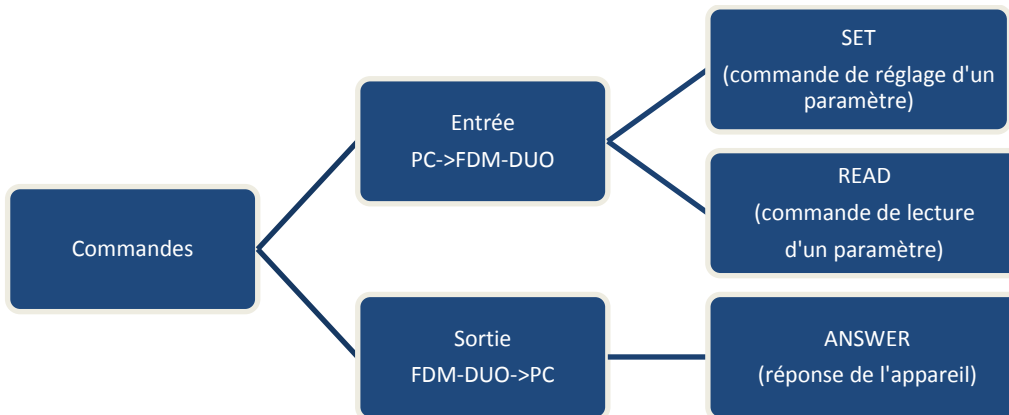 Commandes
Entrée
PC->FDM-DUO
SET
(commande de réglage d'un
paramètre)
READ
(commande de lecture
d'un paramètre)
Sortie
FDM-DUO->PC
ANSWER
(réponse de l'appareil)